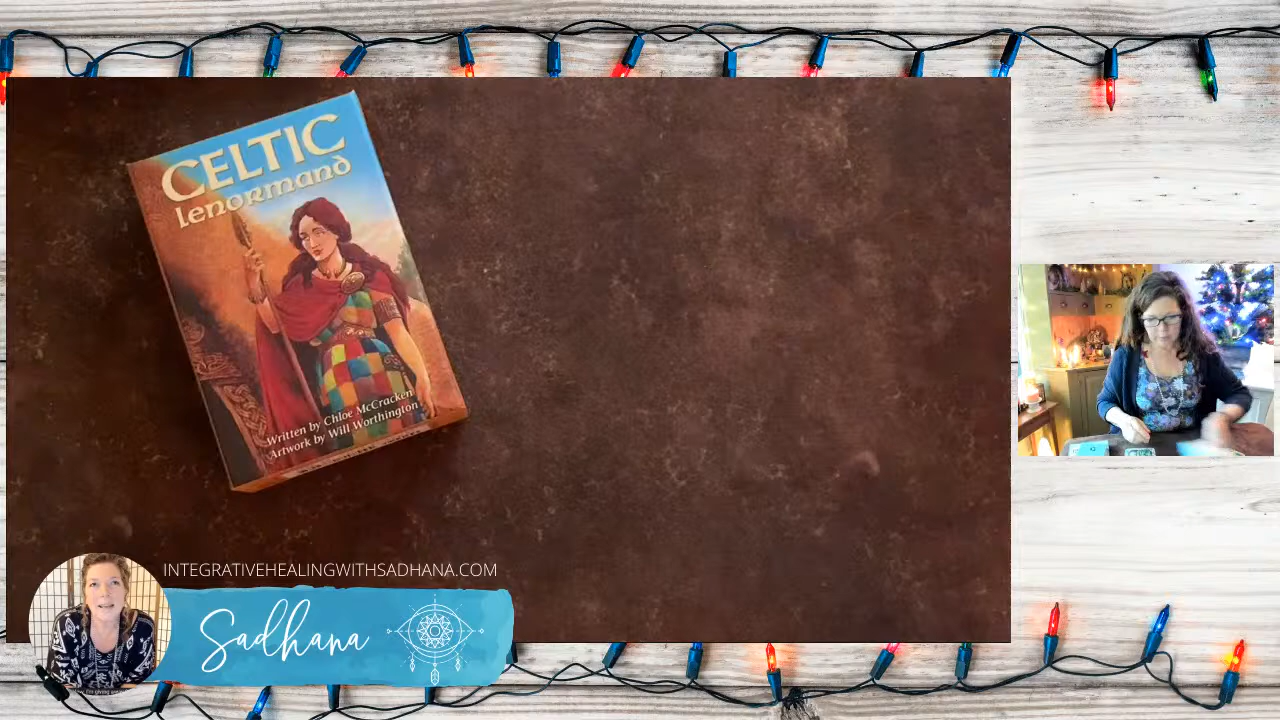 CELTIC
lenormand
Written by Chloe McCracken
Artwork by Will Worthington
INTEGRATIVEHEALINGWITHSADHANA.COM
Sadhana